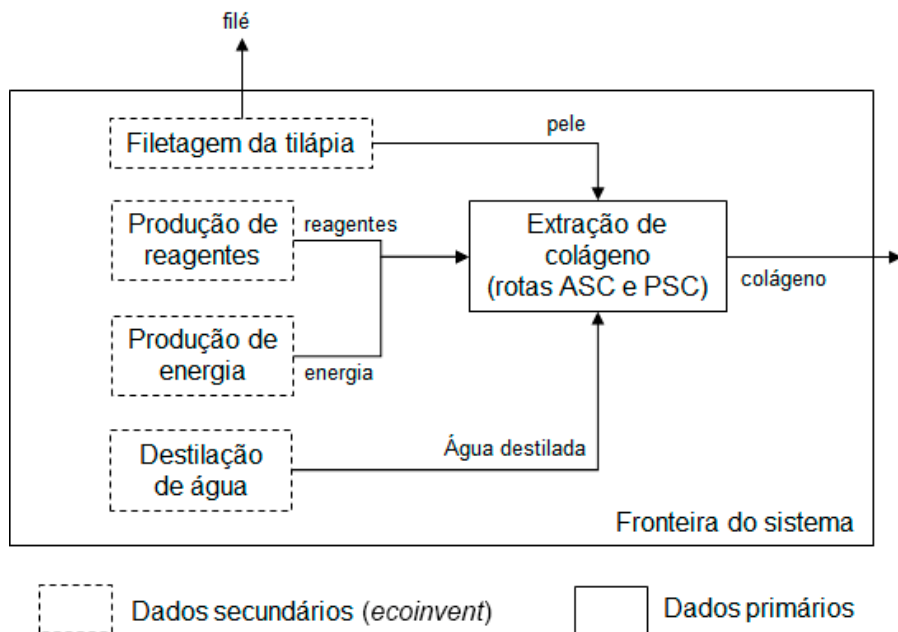 filé
Filetagem da tilápia
pele
Produção de
reagentes
reagentes
Extração de
colágeno
(rotas ASC e PSC)
colágeno
Produção de
energia
energia
Destilação
de água
Água destilada
Fronteira do sistema
Dados secundários (ecoinvent)
Dados primários